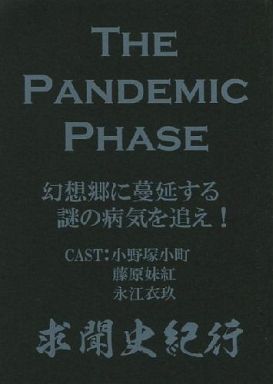 THE
PANDEMIC
PHASE
幻想郷に蔓延する
謎の病気を追え！
CAST：小野塚小町
藤原妹紅
永江衣玖
求聞史紀行